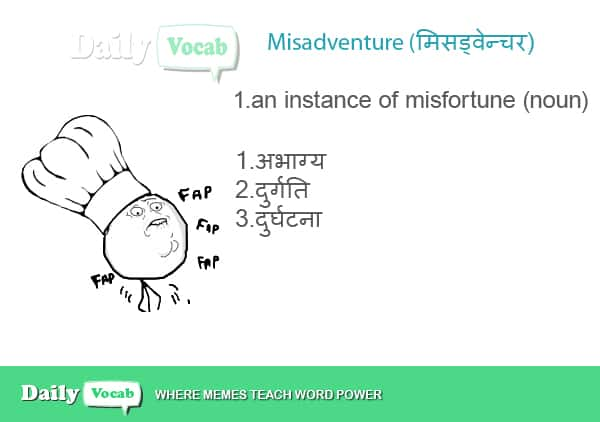 Daily Vocab
Misadventure (मिसड्वेन्चर)
1.an instance of misfortune (noun)
1.अभाग्य
2.दुर्गति
3.दुर्घटना
FAP
FAP
FAP
FAP
Daily Vocab WHERE MEMES TEACH WORD POWER